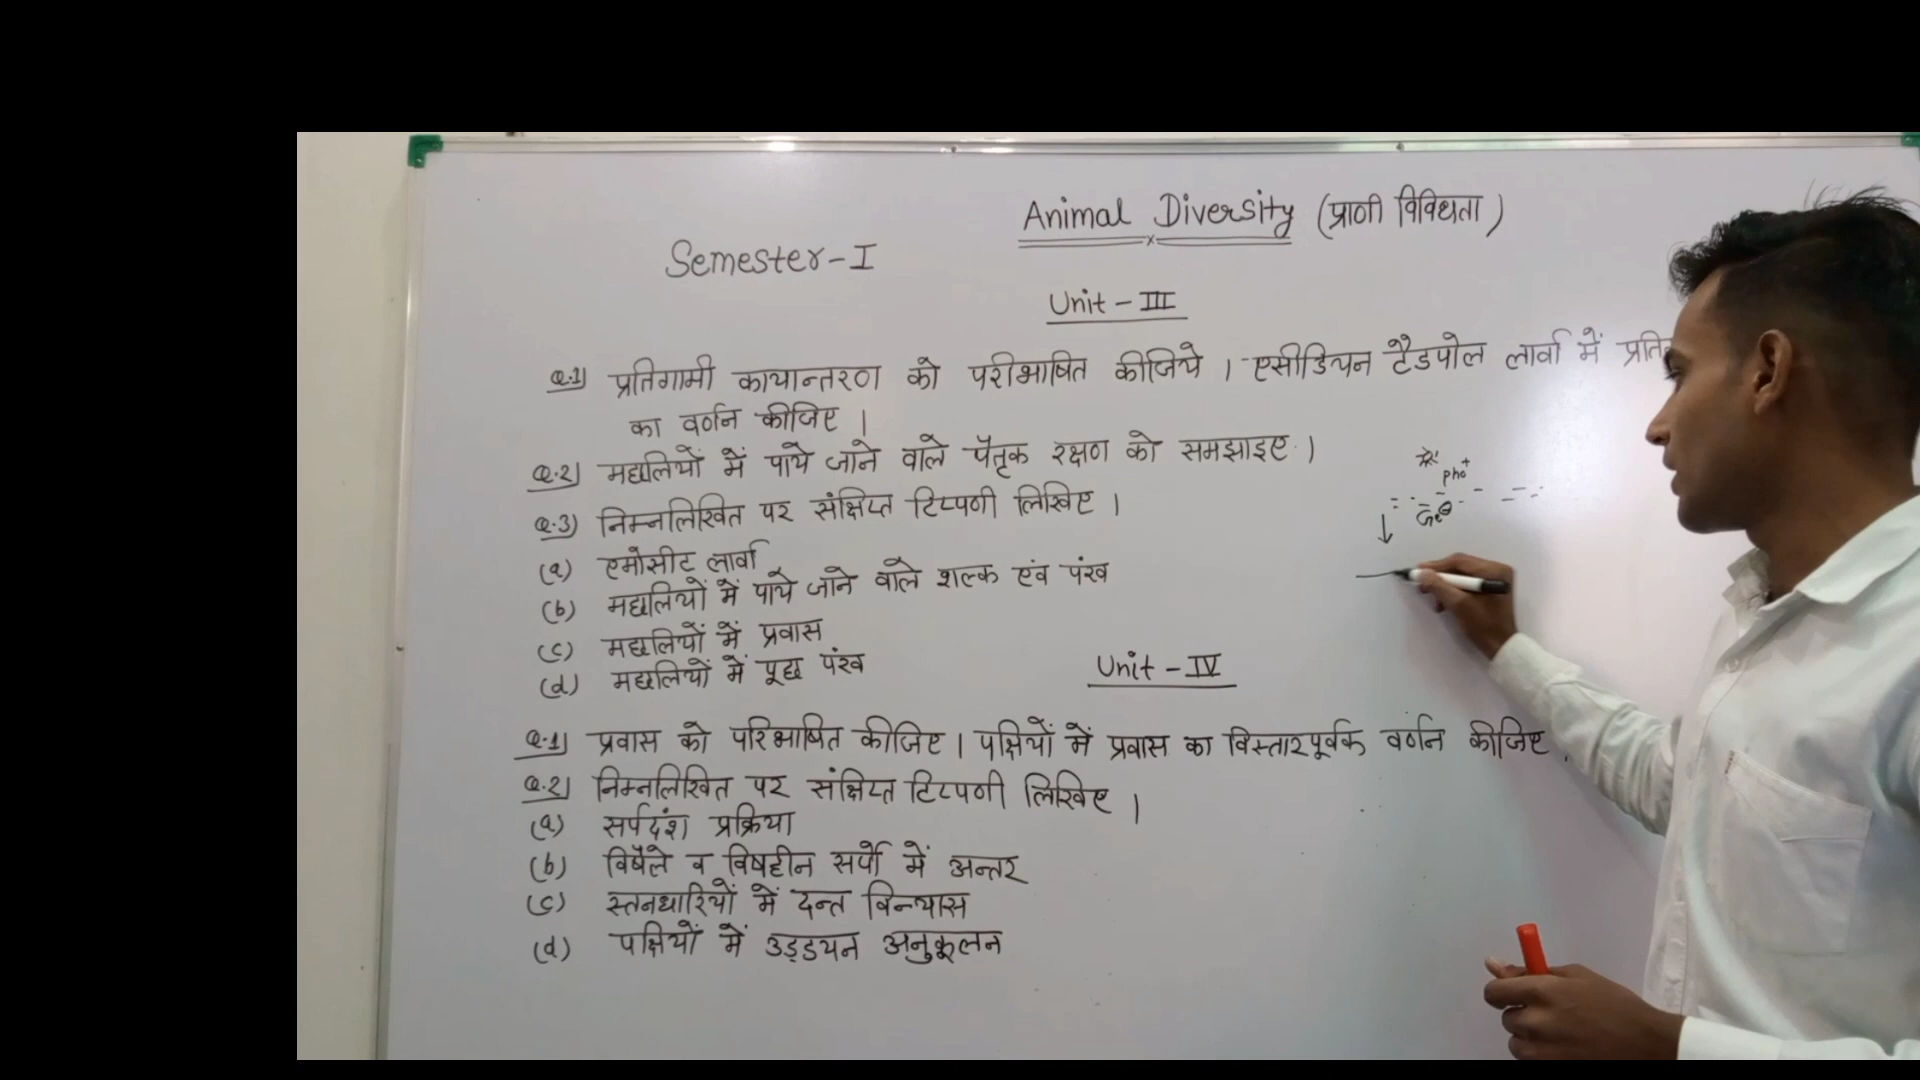 Animal Diversity (प्राणी विविधता)
Semester-I
Unit-III
Q.1) प्रतिगामी कायान्तरण को परीभाषित कीजिये। एसीडियन टैडपोल लार्वा में
का वर्णन कीजिए।
Q.2) मछलियों में पाये जाने वाले पैतृक रक्षण को समझाइए।
pho+
Q.3) निम्नलिखित पर संक्षिप्त टिप्पणी लिखिए।
(a) एमोसीट लार्वा
(b) मछलियों में पाये जाने वाले शल्क एवं पंख
(c) मछलियों में प्रवास
(d) मछलियों में पूछ पंख
Unit-IV
Q.1) प्रवास को परिभाषित कीजिए। पक्षियों में प्रवास का विस्तारपूर्वक वर्णन कीजिए
Q.2) निम्नलिखित पर संक्षिप्त टिप्पणी लिखिए।
(a) सर्पदंश प्रक्रिया
(b) विषैले व विषहीन सर्पो में अन्तर
(c) स्तनधारियों में दन्त विन्यास
(d) पक्षियों में उड्डयन अनुकूलन